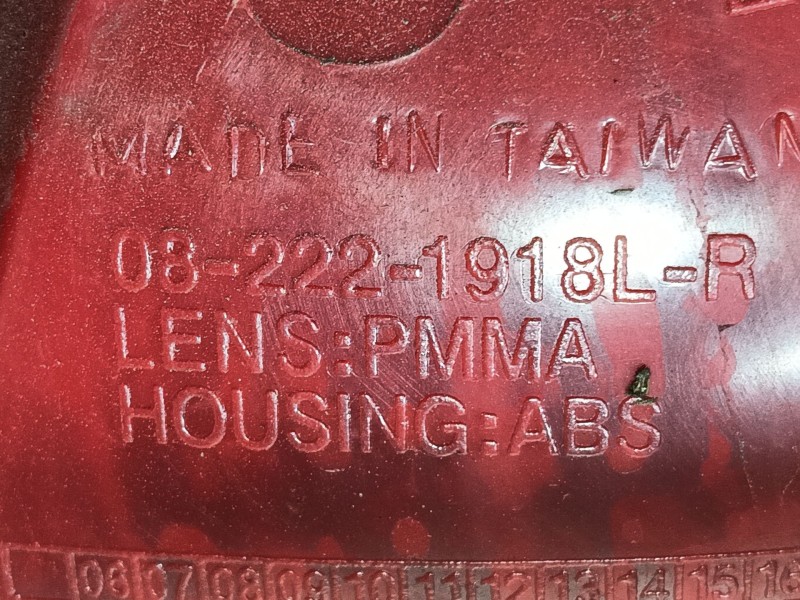 MADE IN TAIWAN
08-222-1918L-R
LENS:PMMA
HOUSING:ABS
06 07 08 09 10 11 12 13 14 15 16